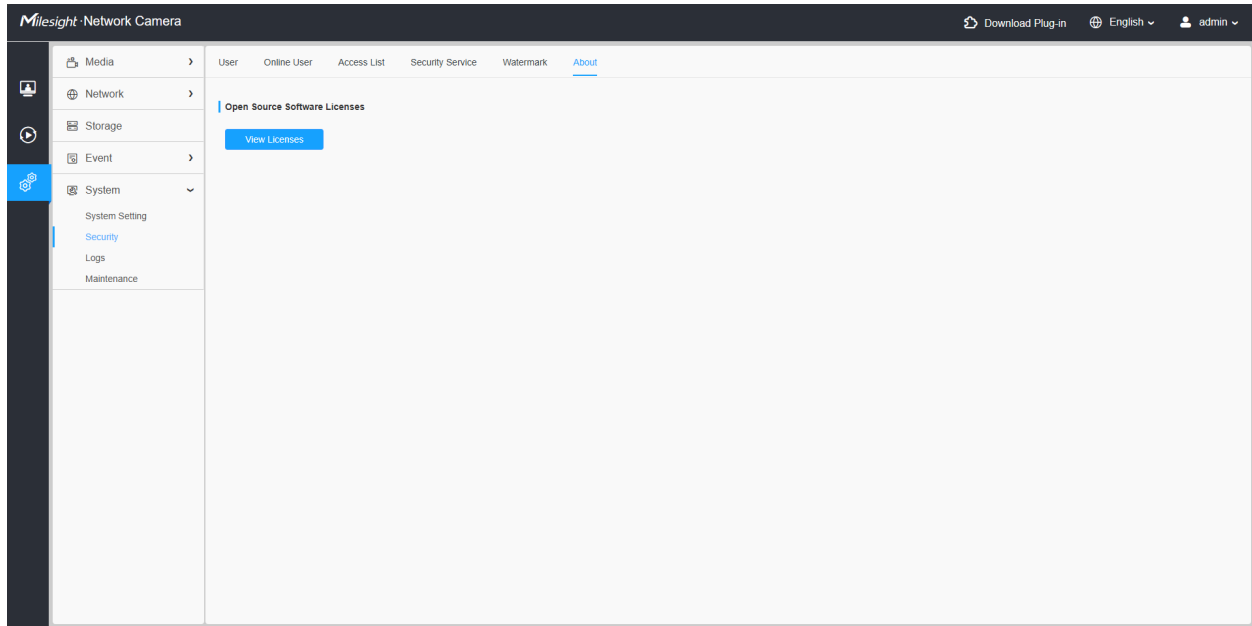 Milesight · Network Camera
Download Plug-in
English
admin
Media
Network
Storage
Event
System
System Setting
Security
Logs
Maintenance
User Online User Access List Security Service Watermark About
Open Source Software Licenses
View Licenses